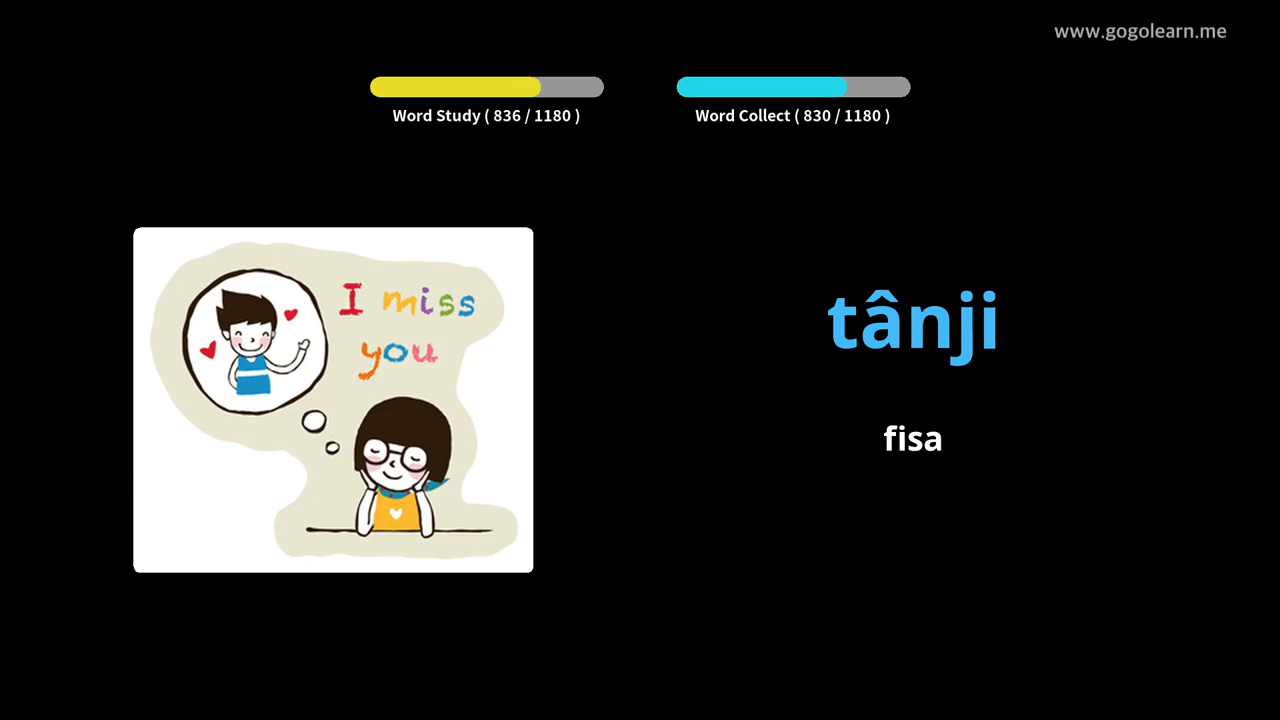 www.gogolearn.me
Word Study ( 836 / 1180 )
Word Collect ( 830 / 1180 )
I miss
you
tânji
fisa